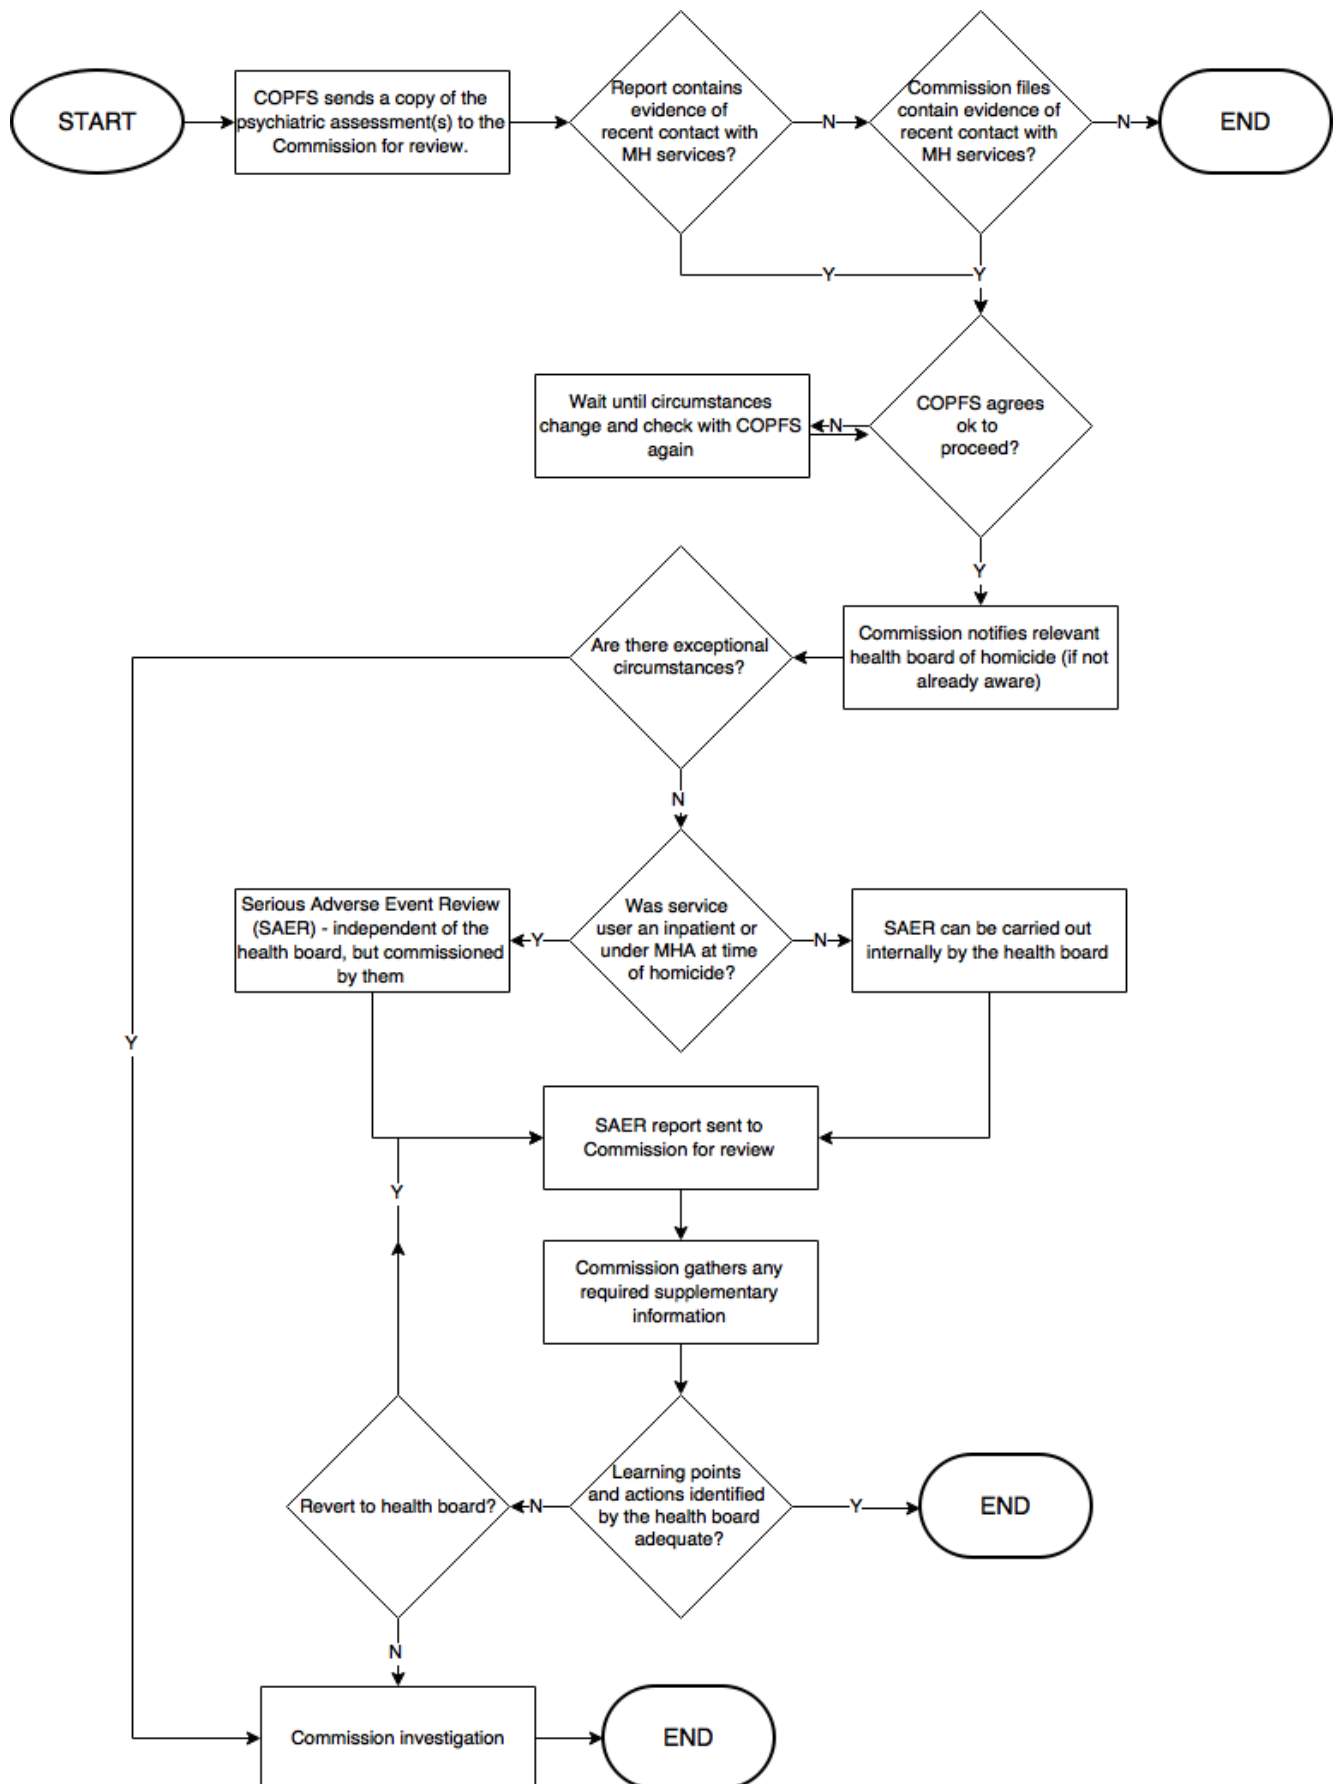 START
COPFS sends a copy of the
psychiatric assessment(s) to the
Commission for review.
Report contains
evidence of
recent contact with
MH services?
N
Commission files
contain evidence of
recent contact with
MH services?
N
END
Y
Y
COPFS agrees
ok to
proceed?
N
Wait until circumstances
change and check with COPFS
again
Y
Commission notifies relevant
health board of homicide (if not
already aware)
Are there exceptional
circumstances?
N
Was service
user an inpatient or
under MHA at time
of homicide?
Y
Serious Adverse Event Review
(SAER) - independent of the
health board, but commissioned
by them
N
SAER can be carried out
internally by the health board
Y
SAER report sent to
Commission for review
Y
Commission gathers any
required supplementary
information
Learning points
and actions identified
by the health board
adequate?
Y
END
N
Revert to health board?
N
Commission investigation
END